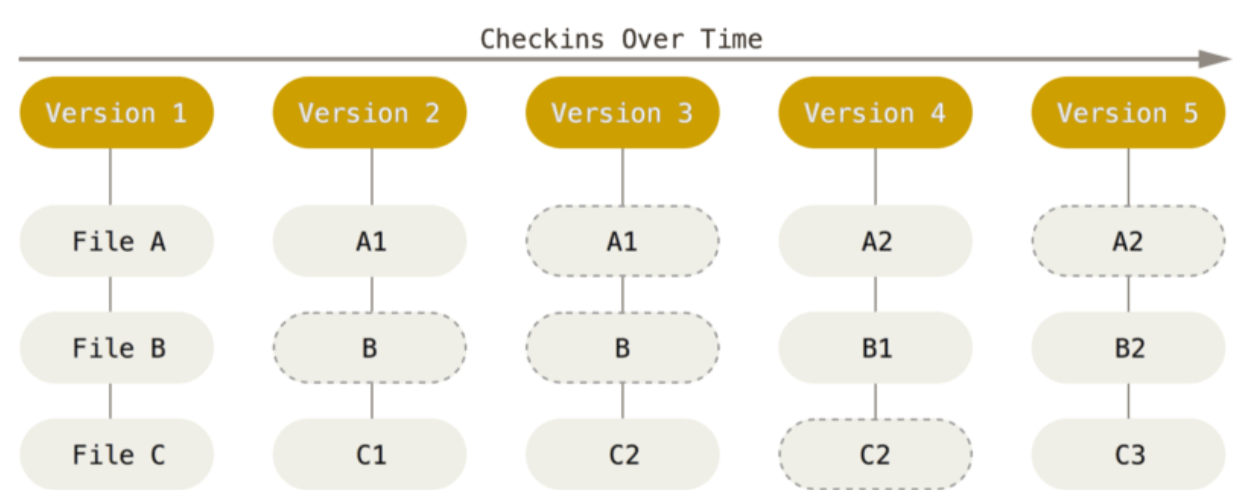 Checkins Over Time
Version 1 Version 2 Version 3 Version 4 Version 5
File A A1 A1 A2 A2
File B B B B1 B2
File C C1 C2 C2 C3